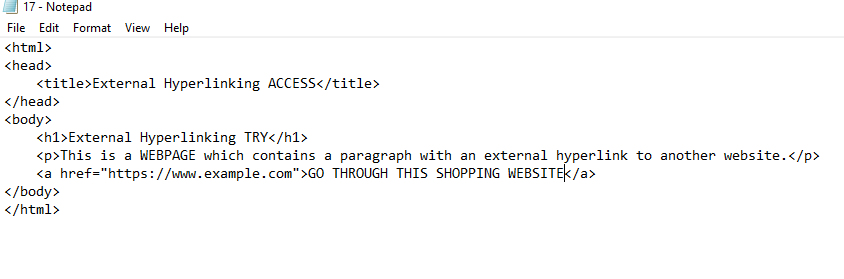 17 - Notepad
File Edit Format View Help
<html>
<head>
<title>External Hyperlinking ACCESS</title>
</head>
<body>
<h1>External Hyperlinking TRY</h1>
<p>This is a WEBPAGE which contains a paragraph with an external hyperlink to another website.</p>
<a href="https://www.example.com">GO THROUGH THIS SHOPPING WEBSITE</a>
</body>
</html>